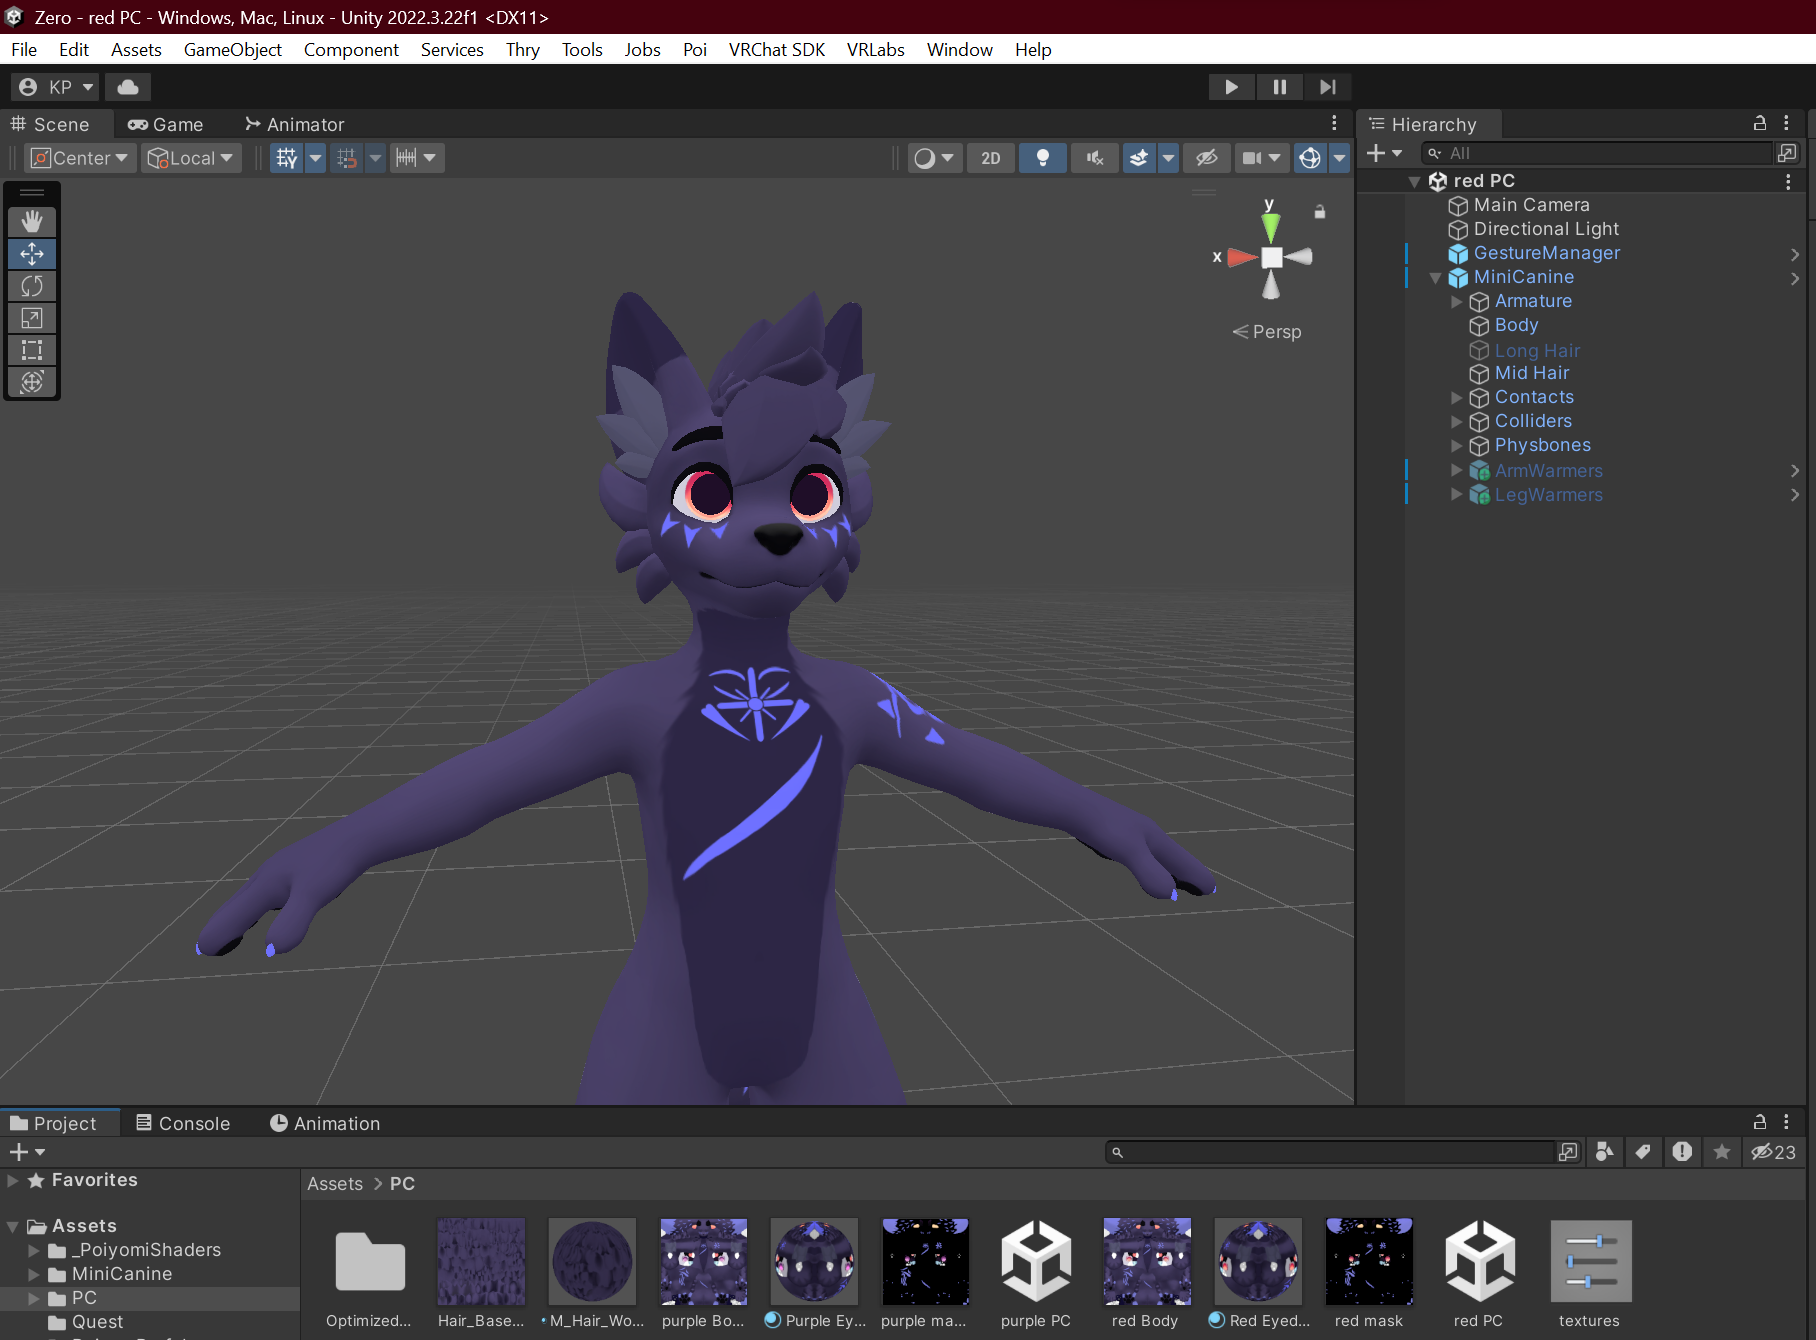 Zero - red PC - Windows, Mac, Linux - Unity 2022.3.22f1 <DX11>
File Edit Assets GameObject Component Services Thry Tools Jobs Poi VRChat SDK VRLabs Window Help
KP
Scene Game Animator
Center Local 2D
y
x
Persp
Hierarchy
All
red PC
Main Camera
Directional Light
GestureManager
MiniCanine
Armature
Body
Long Hair
Mid Hair
Contacts
Colliders
Physbones
ArmWarmers
LegWarmers
Project Console Animation
23
Favorites
Assets
_PoiyomiShaders
MiniCanine
PC
Quest
Assets > PC
Optimized... Hair_Base... M_Hair_Wo... purple Bo... Purple Ey... purple ma... purple PC red Body Red Eyed... red mask red PC textures